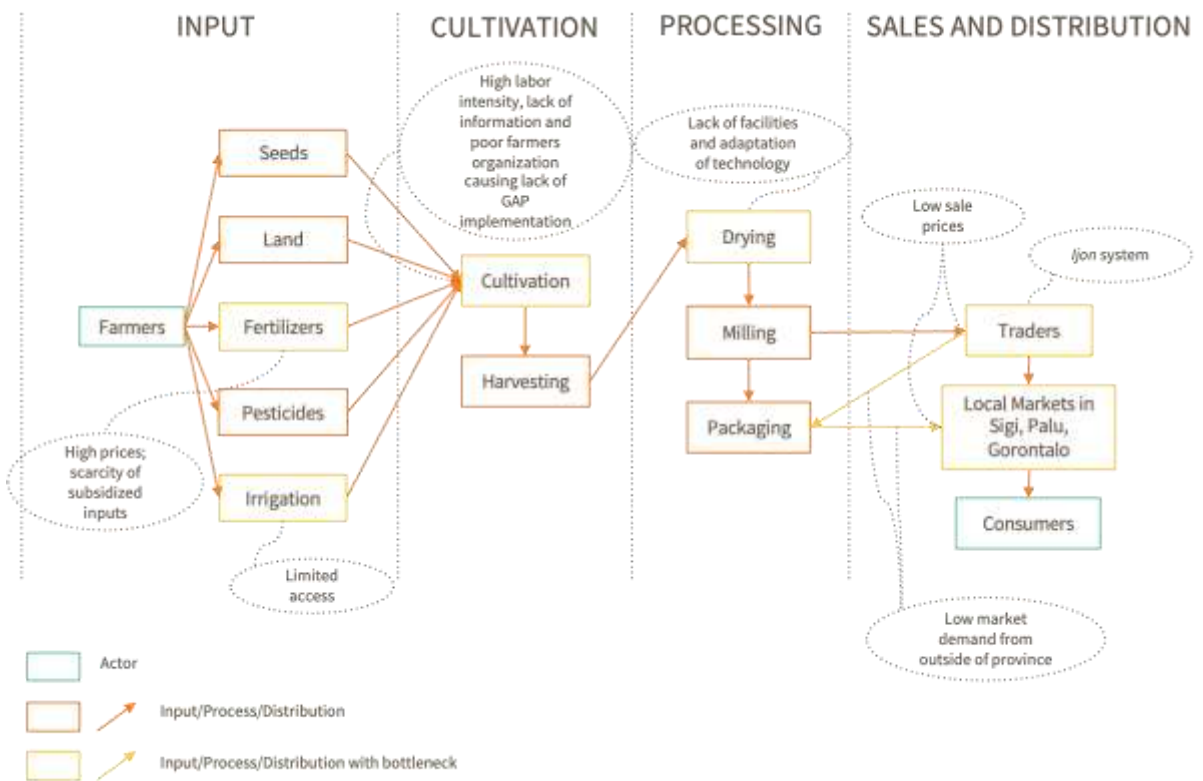 INPUT
CULTIVATION
PROCESSING
SALES AND DISTRIBUTION
High labor
intensity, lack of
information and
poor farmers
organization
causing lack of
GAP
implementation
Lack of facilities
and adaptation
of technology
Seeds
Low sale
prices
Land
Drying
Ijon system
Cultivation
Farmers
Fertilizers
Milling
Traders
Harvesting
Pesticides
Packaging
Local Markets in
Sigi, Palu,
Gorontalo
High prices;
scarcity of
subsidized
inputs
Irrigation
Consumers
Limited
access
Low market
demand from
outside of province
Actor
Input/Process/Distribution
Input/Process/Distribution with bottleneck